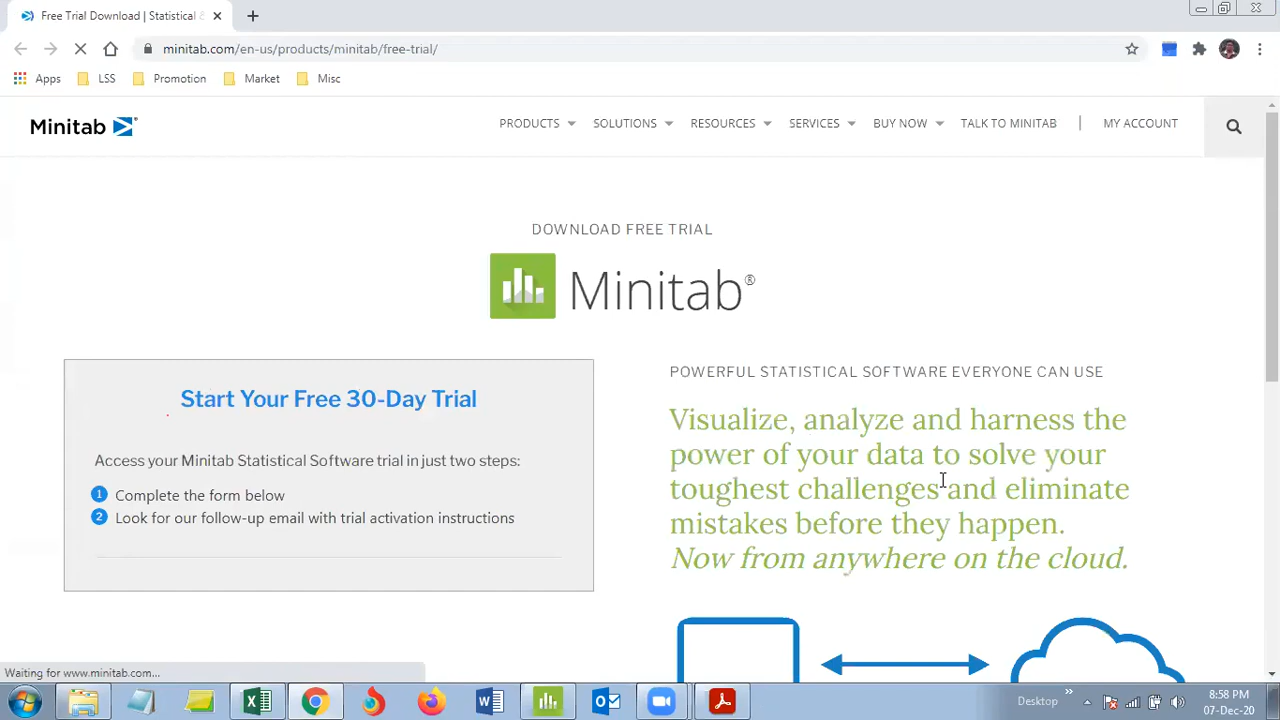 Free Trial Download | Statistical &
minitab.com/en-us/products/minitab/free-trial/
Apps LSS Promotion Market Misc
Minitab
PRODUCTS SOLUTIONS RESOURCES SERVICES BUY NOW TALK TO MINITAB | MY ACCOUNT
DOWNLOAD FREE TRIAL
Minitab®
Start Your Free 30-Day Trial
Access your Minitab Statistical Software trial in just two steps:
1 Complete the form below
2 Look for our follow-up email with trial activation instructions
POWERFUL STATISTICAL SOFTWARE EVERYONE CAN USE
Visualize, analyze and harness the
power of your data to solve your
toughest challenges and eliminate
mistakes before they happen.
Now from anywhere on the cloud.
Waiting for www.minitab.com...
Desktop
8:58 PM
07-Dec-20